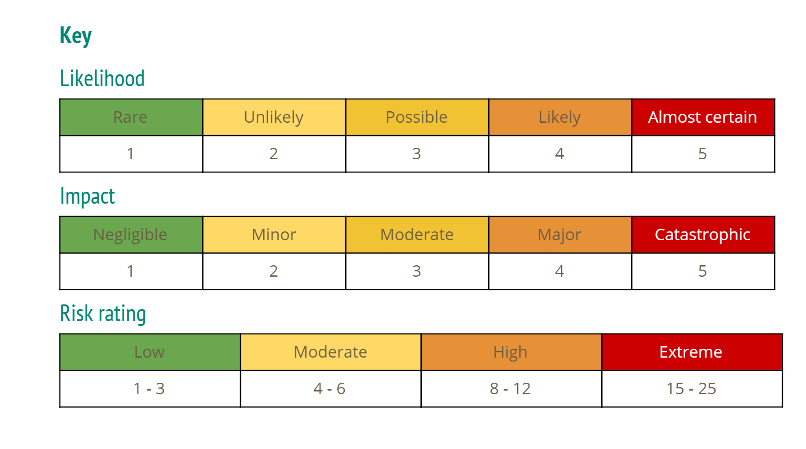 Key
Likelihood
Rare Unlikely Possible Likely Almost certain
1 2 3 4 5
Impact
Negligible Minor Moderate Major Catastrophic
1 2 3 4 5
Risk rating
Low Moderate High Extreme
1 - 3 4 - 6 8 - 12 15 - 25